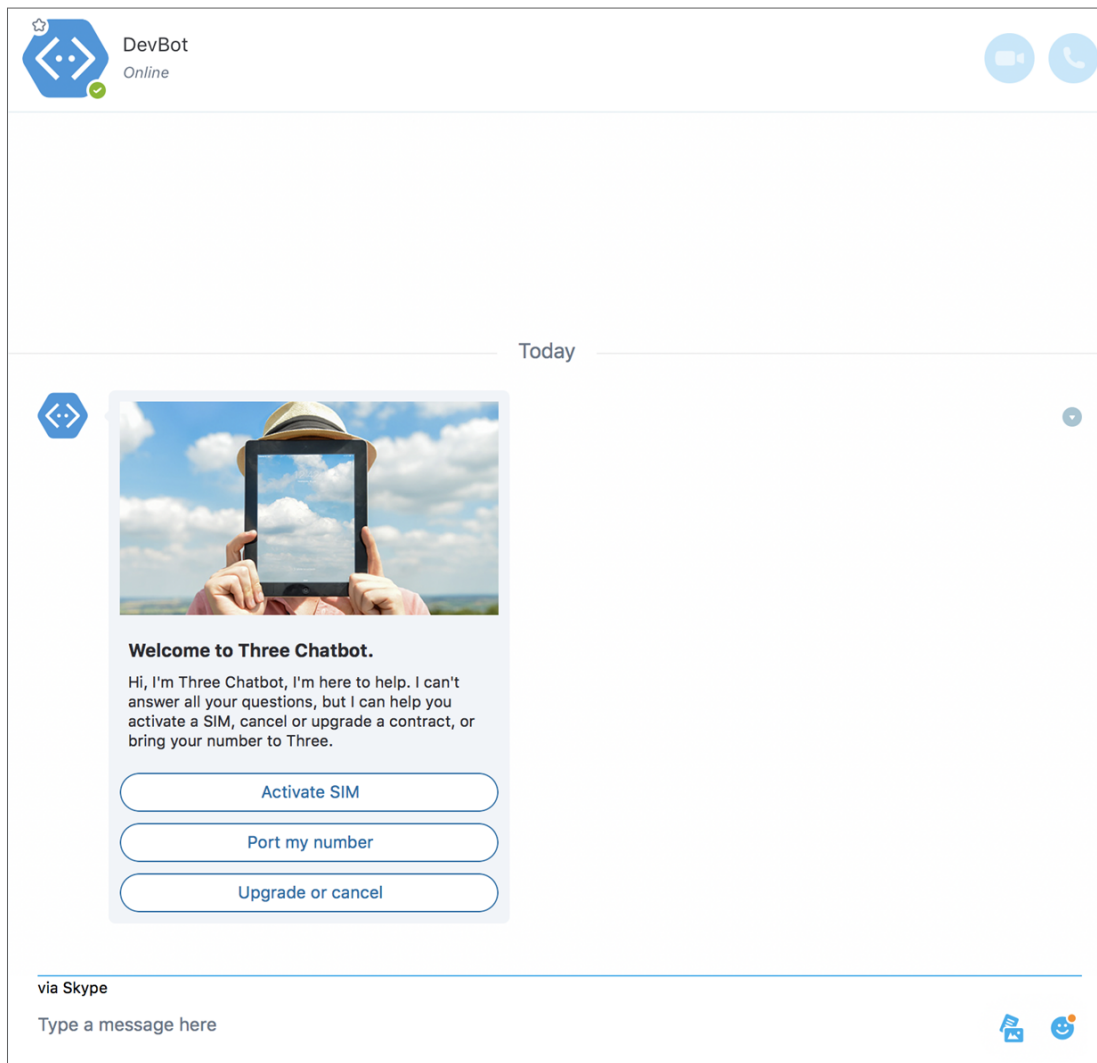 DevBot
Online
Today
Welcome to Three Chatbot.
Hi, I'm Three Chatbot, I'm here to help. I can't
answer all your questions, but I can help you
activate a SIM, cancel or upgrade a contract, or
bring your number to Three.
Activate SIM
Port my number
Upgrade or cancel
via Skype
Type a message here